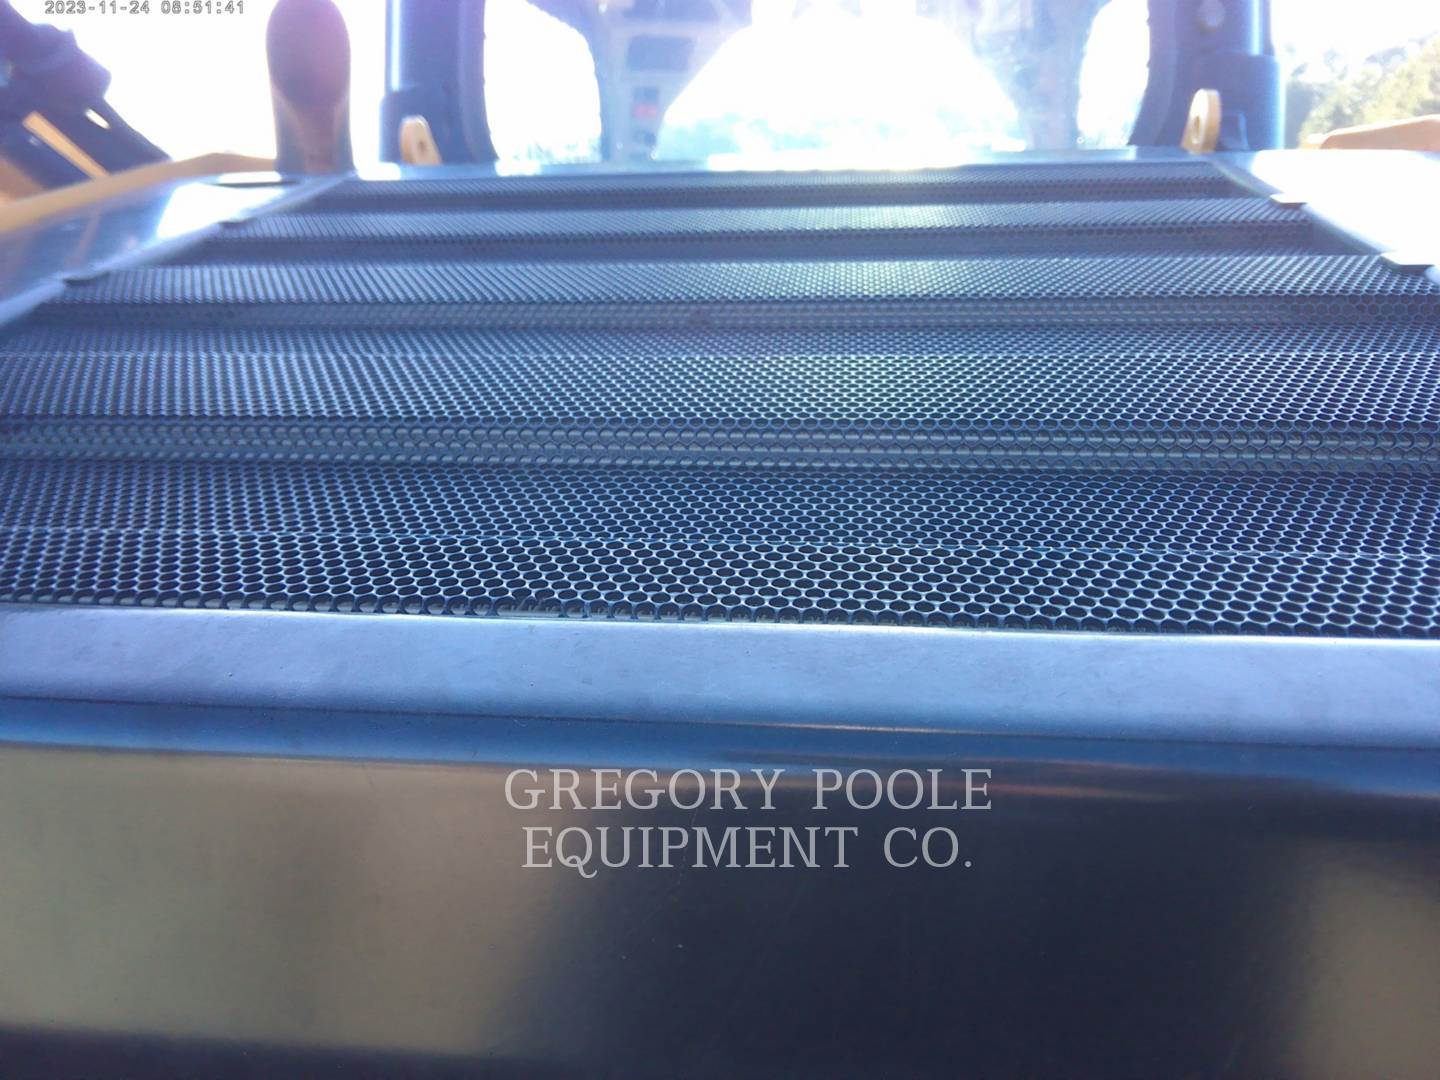 2023-11-24 08:51:41
GREGORY POOLE
EQUIPMENT CO.